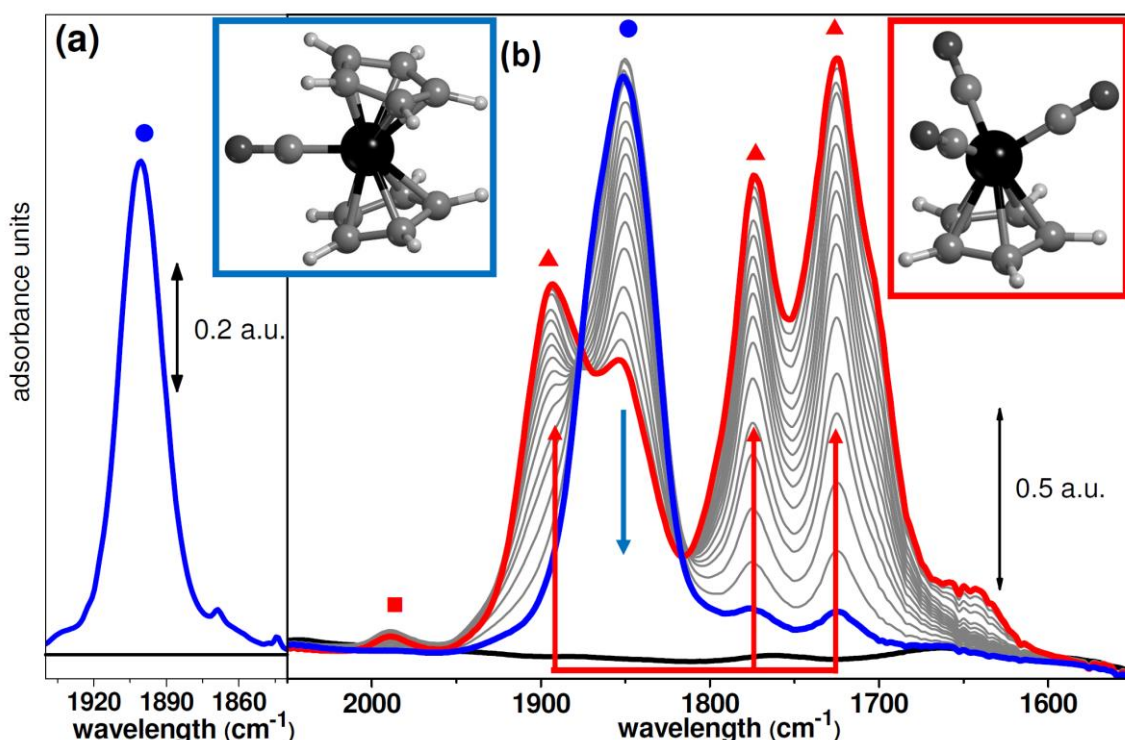 (a)
(b)
adsorbance units
0.2 a.u.
0.5 a.u.
1920 1890 1860
2000 1900 1800 1700 1600
wavelength (cm-1)
wavelength (cm-1)